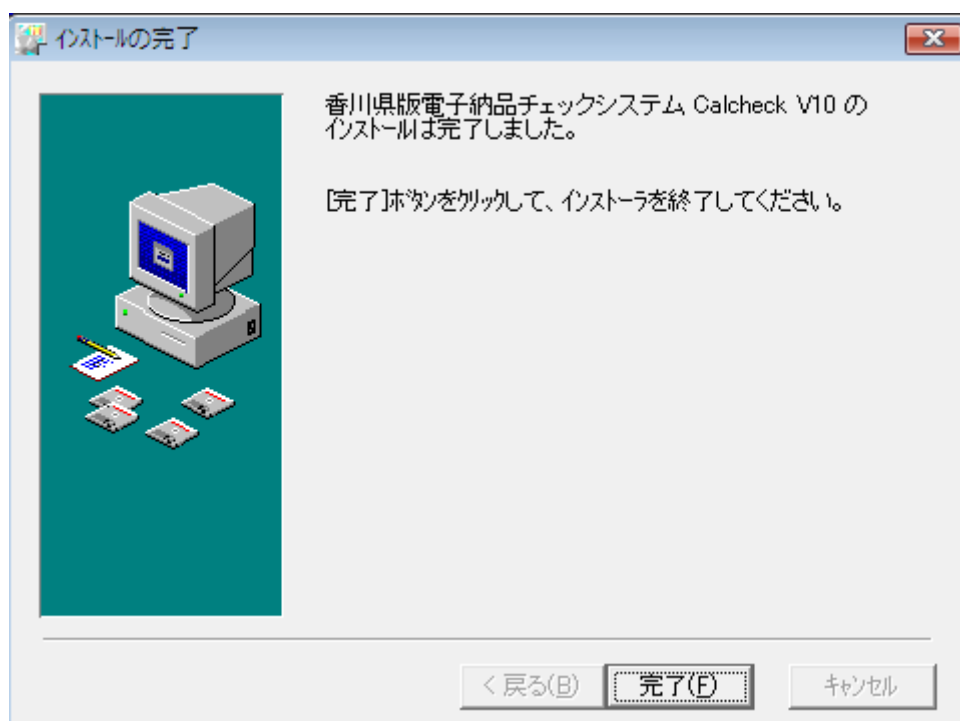 インストールの完了
香川県版電子納品チェックシステム Calcheck V10 の
インストールは完了しました。
[完了]ボタンをクリックして、インストーラを終了してください。
< 戻る(B)
完了(F)
キャンセル